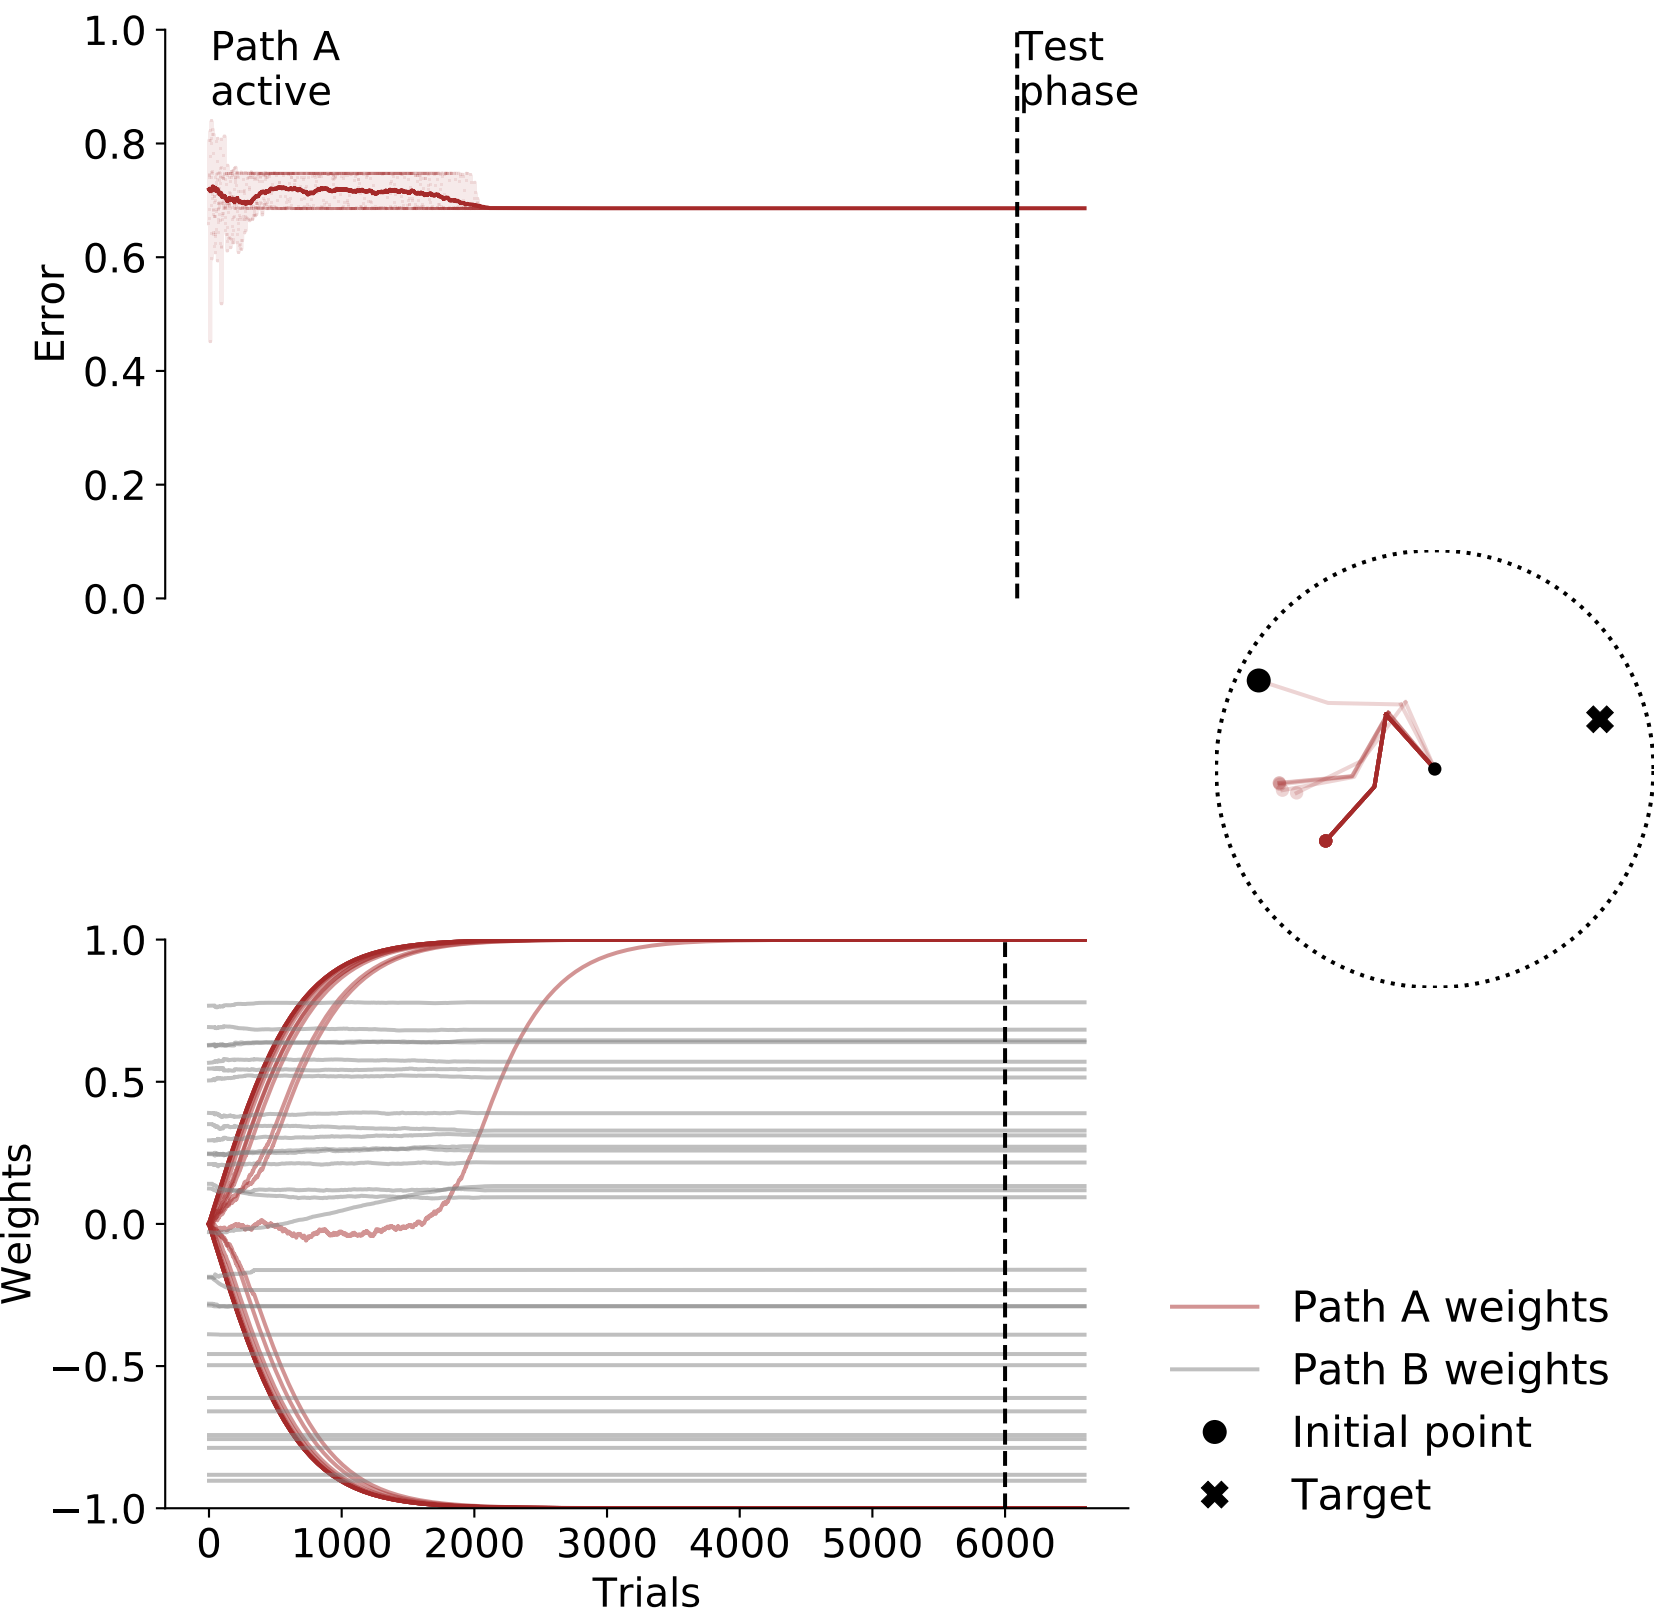 1.0
Path A
active
Test
phase
0.8
0.6
0.4
0.2
0.0
Error
1.0
0.5
0.0
−0.5
−1.0
Weights
0 1000 2000 3000 4000 5000 6000
Trials
Path A weights
Path B weights
Initial point
Target